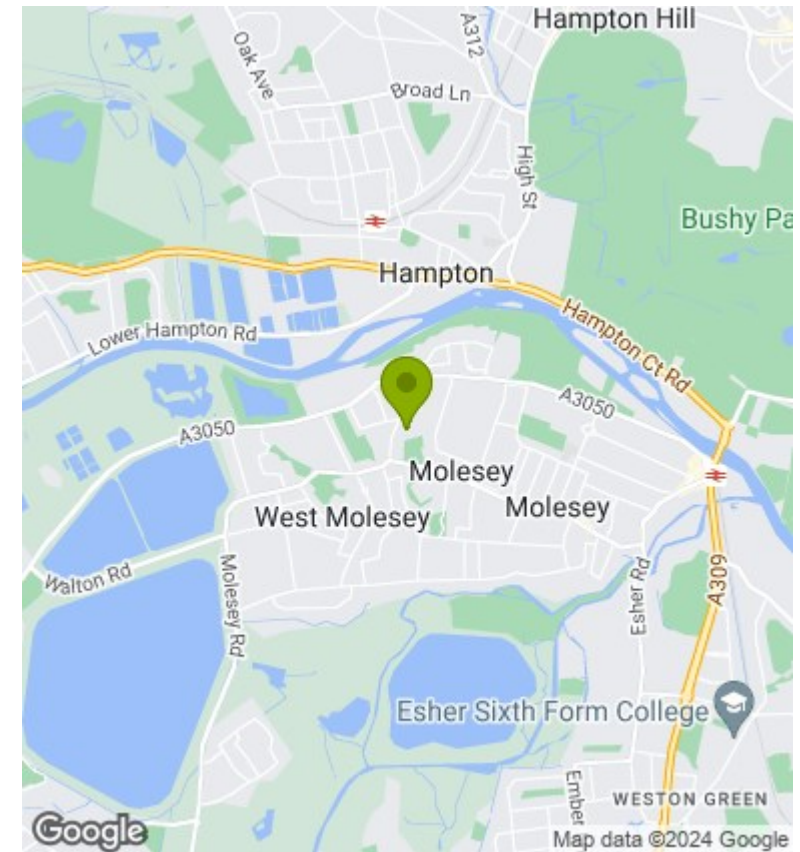 Hampton Hill
A312
Oak Ave
Broad Ln
High St
Bushy Pa
Hampton
Lower Hampton Rd
Hampton Ct Rd
A3050
A3050
Molesey
West Molesey
Molesey
Walton Rd
Molesey Rd
Esher Rd
A309
Esher Sixth Form College
Ember
WESTON GREEN
Google
Map data ©2024 Google